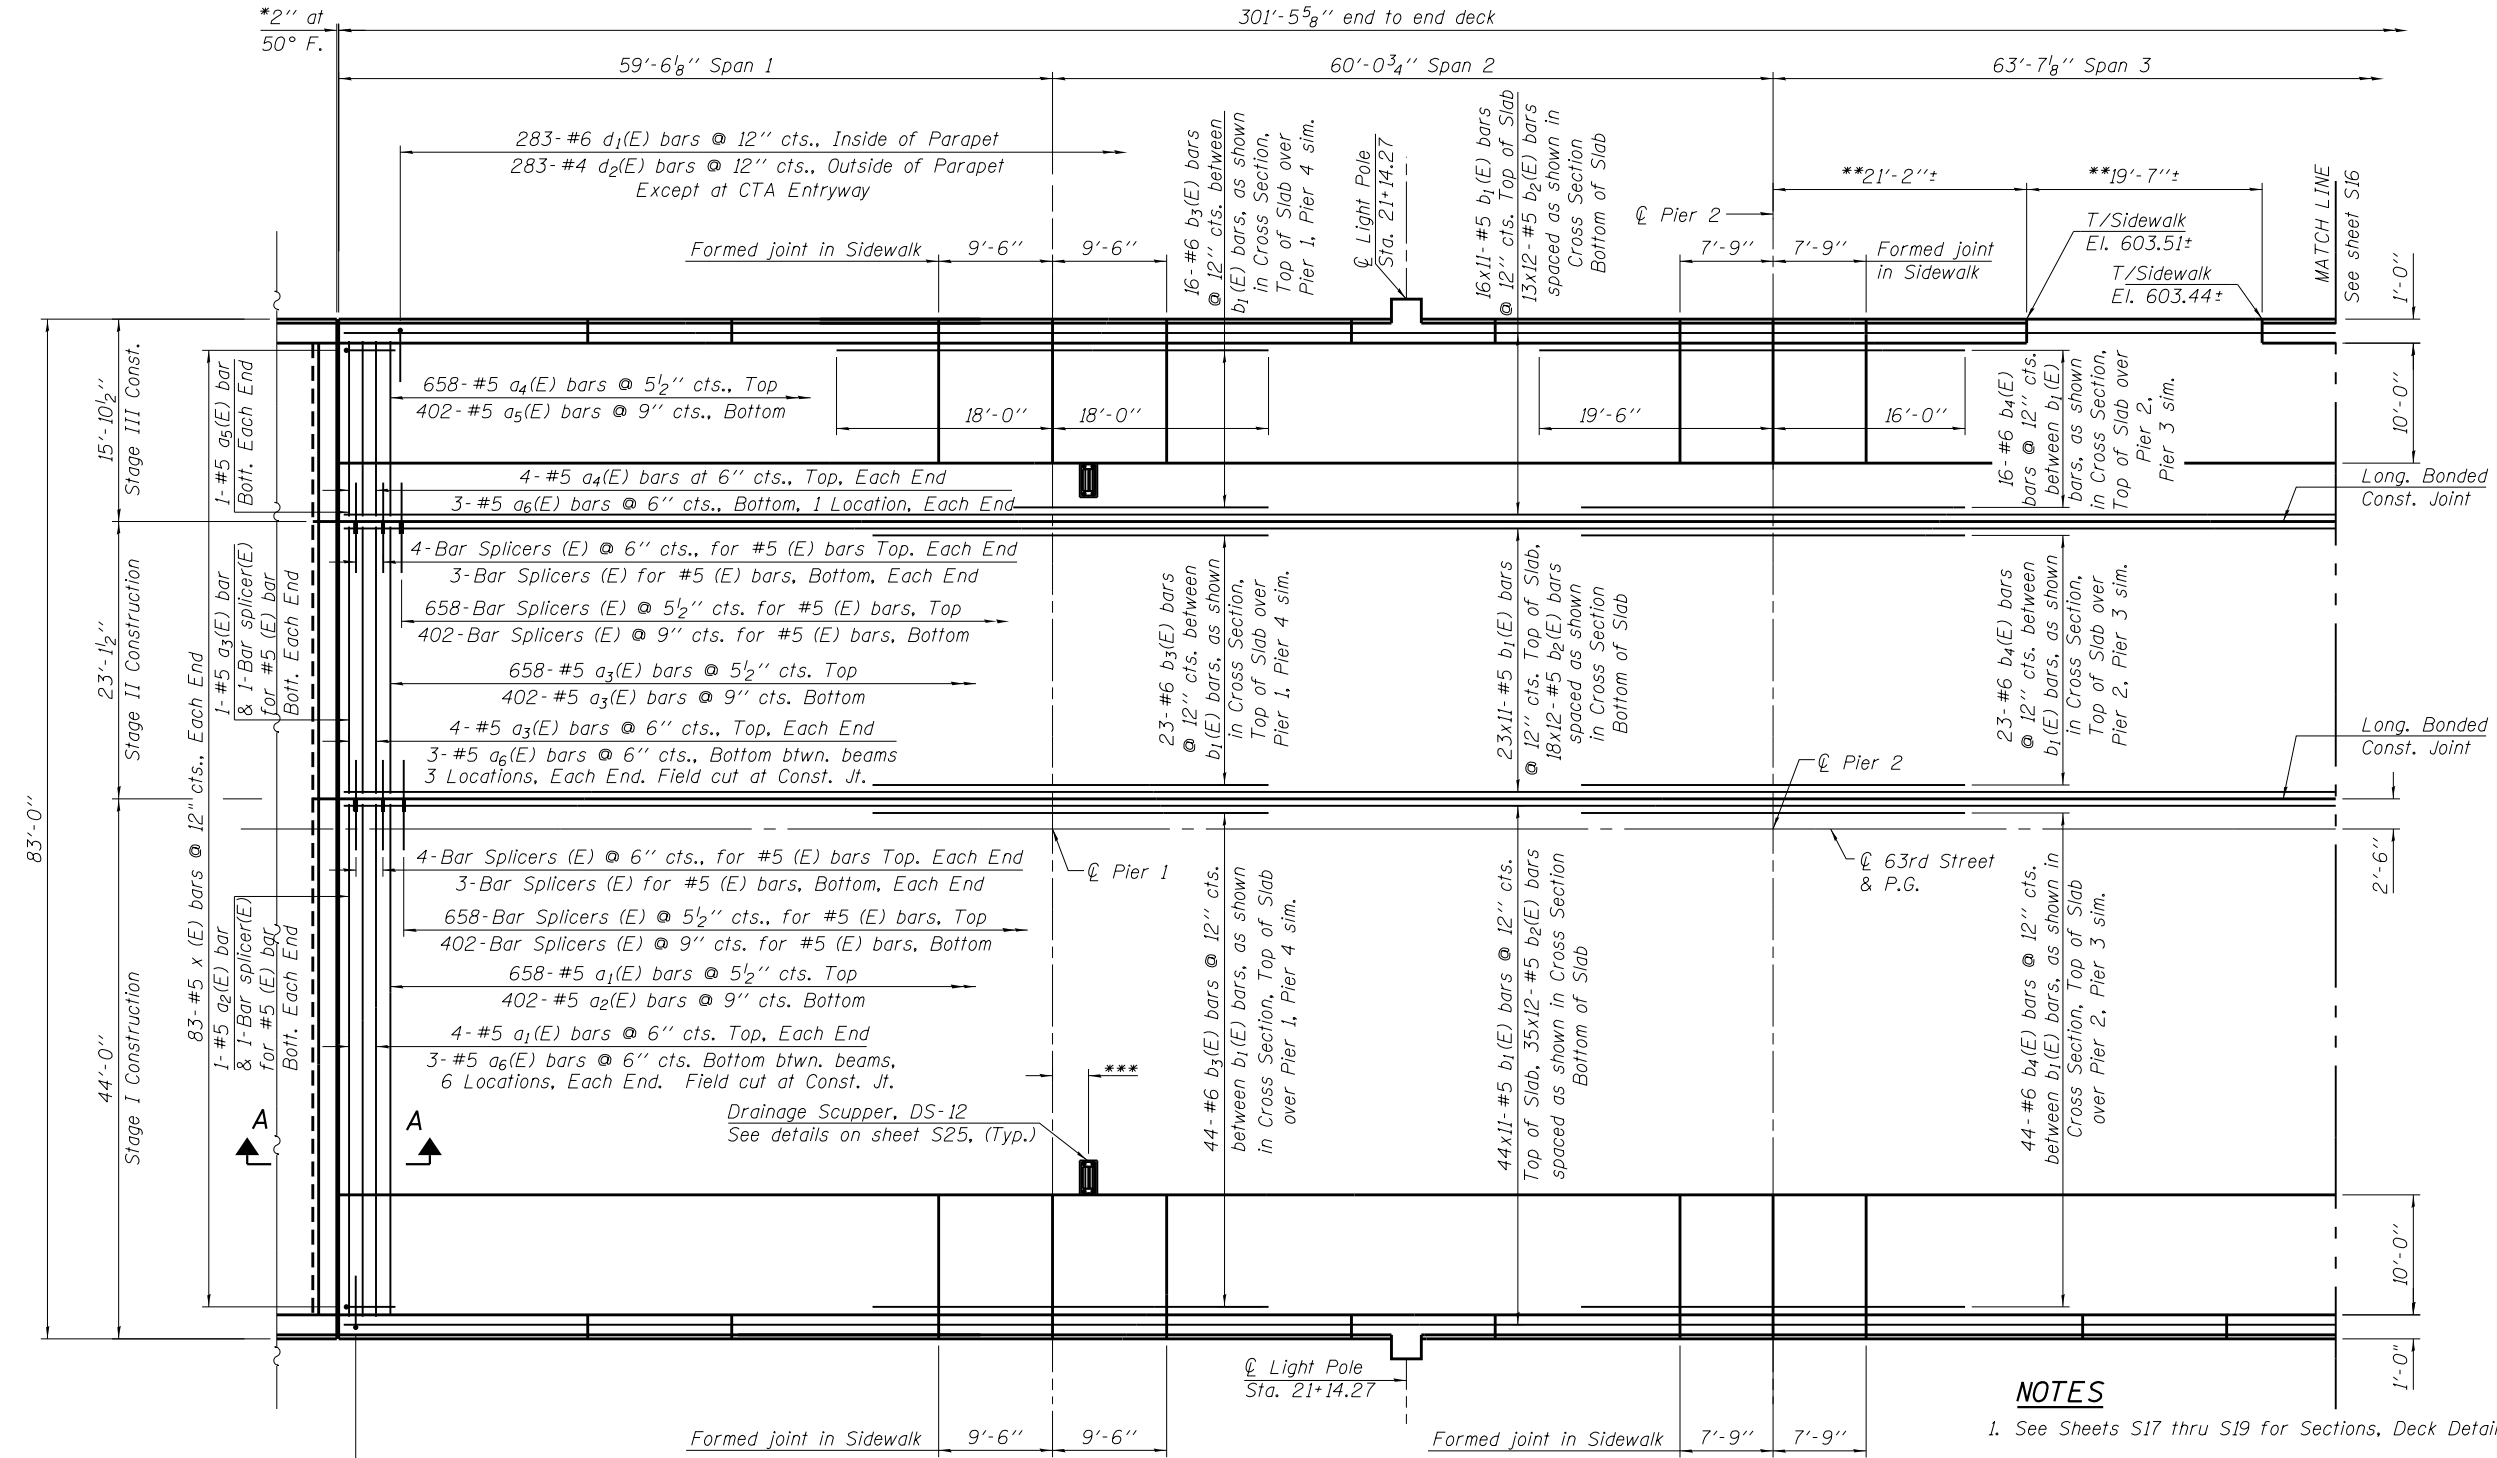 *2" at
50° F.
301'-5 5/8" end to end deck
59'-6 1/8" Span 1
60'-0 3/4" Span 2
63'-7 1/8" Span 3
283-#6 d1(E) bars @ 12" cts., Inside of Parapet
283-#4 d2(E) bars @ 12" cts., Outside of Parapet
Except at CTA Entryway
16-#6 b3(E) bars
@ 12" cts. between
b1(E) bars, as shown
in Cross Section,
Top of Slab over
Pier 1, Pier 4 sim.
℄ Light Pole
Sta. 21+14.27
16x11-#5 b1(E) bars
@ 12" cts. Top of Slab
13x12-#5 b2(E) bars
spaced as shown in
Cross Section
Bottom of Slab
℄ Pier 2
**21'-2"±
**19'-7"±
T/Sidewalk
El. 603.51±
T/Sidewalk
El. 603.44±
MATCH LINE
See sheet S16
1'-0"
Formed joint in Sidewalk
9'-6"
9'-6"
7'-9"
7'-9"
Formed joint
in Sidewalk
83'-0"
15'-10 1/2"
Stage III Const.
1-#5 a5(E) bar
Bott. Each End
658-#5 a4(E) bars @ 5 1/2" cts., Top
402-#5 a5(E) bars @ 9" cts., Bottom
18'-0"
18'-0"
19'-6"
16'-0"
16-#6 b4(E)
bars @ 12" cts.
between b1(E)
bars, as shown
in Cross Section,
Top of Slab over
Pier 2,
Pier 3 sim.
10'-0"
4-#5 a4(E) bars at 6" cts., Top, Each End
3-#5 a6(E) bars @ 6" cts., Bottom, 1 Location, Each End
Long. Bonded
Const. Joint
23'-1 1/2"
Stage II Construction
83-#5 x (E) bars @ 12" cts., Each End
1-#5 a3(E) bar
& 1-Bar splicer(E)
for #5 (E) bar
Bott. Each End
4-Bar Splicers (E) @ 6" cts., for #5 (E) bars Top. Each End
3-Bar Splicers (E) for #5 (E) bars, Bottom, Each End
658-Bar Splicers (E) @ 5 1/2" cts. for #5 (E) bars, Top
402-Bar Splicers (E) @ 9" cts. for #5 (E) bars, Bottom
658-#5 a3(E) bars @ 5 1/2" cts. Top
402-#5 a3(E) bars @ 9" cts. Bottom
4-#5 a3(E) bars @ 6" cts., Top, Each End
3-#5 a6(E) bars @ 6" cts., Bottom btwn. beams
3 Locations, Each End. Field cut at Const. Jt.
23-#6 b3(E) bars
@ 12" cts. between
b1(E) bars, as shown
in Cross Section,
Top of Slab over
Pier 1, Pier 4 sim.
23x11-#5 b1(E) bars
@ 12" cts. Top of Slab,
18x12-#5 b2(E) bars
spaced as shown
in Cross Section
Bottom of Slab
23-#6 b4(E) bars
@ 12" cts. between
b1(E) bars, as shown
in Cross Section,
Top of Slab over
Pier 2, Pier 3 sim.
Long. Bonded
Const. Joint
℄ Pier 2
44'-0"
Stage I Construction
1-#5 a2(E) bar
& 1-Bar splicer(E)
for #5 (E) bar
Bott. Each End
4-Bar Splicers (E) @ 6" cts., for #5 (E) bars Top. Each End
3-Bar Splicers (E) for #5 (E) bars, Bottom, Each End
℄ Pier 1
℄ 63rd Street
& P.G.
2'-6"
658-Bar Splicers (E) @ 5 1/2" cts., for #5 (E) bars, Top
402-Bar Splicers (E) @ 9" cts. for #5 (E) bars, Bottom
658-#5 a1(E) bars @ 5 1/2" cts. Top
402-#5 a2(E) bars @ 9" cts. Bottom
4-#5 a1(E) bars @ 6" cts. Top, Each End
3-#5 a6(E) bars @ 6" cts. Bottom btwn. beams,
6 Locations, Each End. Field cut at Const. Jt.
***
44-#6 b3(E) bars @ 12" cts.
between b1(E) bars, as shown
in Cross Section, Top of Slab
over Pier 1, Pier 4 sim.
44x11-#5 b1(E) bars @ 12" cts.
Top of Slab, 35x12-#5 b2(E) bars
spaced as shown in Cross Section
Bottom of Slab
44-#6 b4(E) bars @ 12" cts.
between b1(E) bars, as shown in
Cross Section, Top of Slab
over Pier 2, Pier 3 sim.
A
A
Drainage Scupper, DS-12
See details on sheet S25, (Typ.)
10'-0"
1'-0"
℄ Light Pole
Sta. 21+14.27
Formed joint in Sidewalk
9'-6"
9'-6"
Formed joint in Sidewalk
7'-9"
7'-9"
NOTES
1. See Sheets S17 thru S19 for Sections, Deck Detai